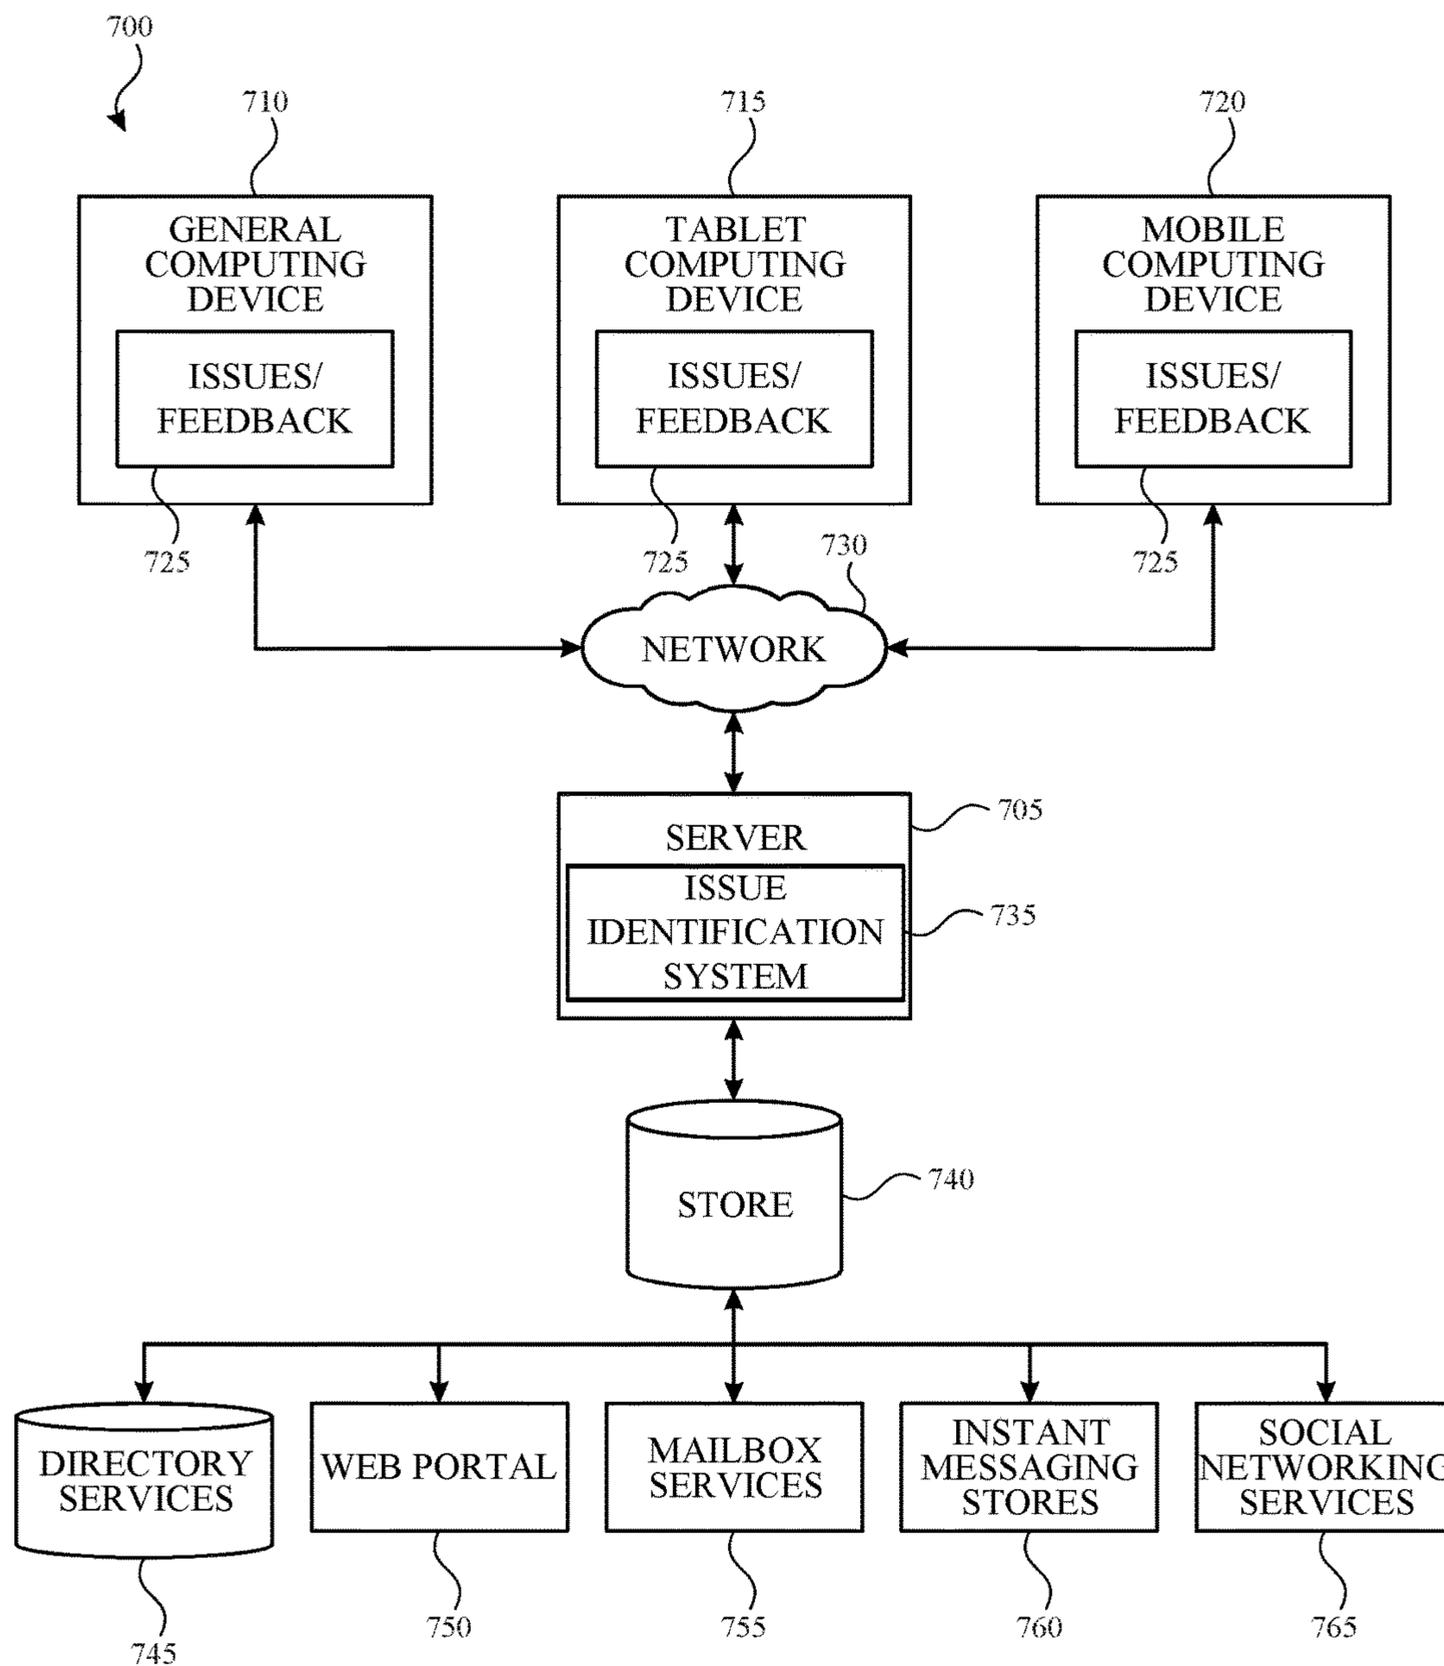 700
710
715
720
GENERAL
COMPUTING
DEVICE
ISSUES/
FEEDBACK
725
TABLET
COMPUTING
DEVICE
ISSUES/
FEEDBACK
725
MOBILE
COMPUTING
DEVICE
ISSUES/
FEEDBACK
725
730
NETWORK
705
SERVER
ISSUE
IDENTIFICATION
SYSTEM
735
STORE
740
DIRECTORY
SERVICES
745
WEB PORTAL
750
MAILBOX
SERVICES
755
INSTANT
MESSAGING
STORES
760
SOCIAL
NETWORKING
SERVICES
765